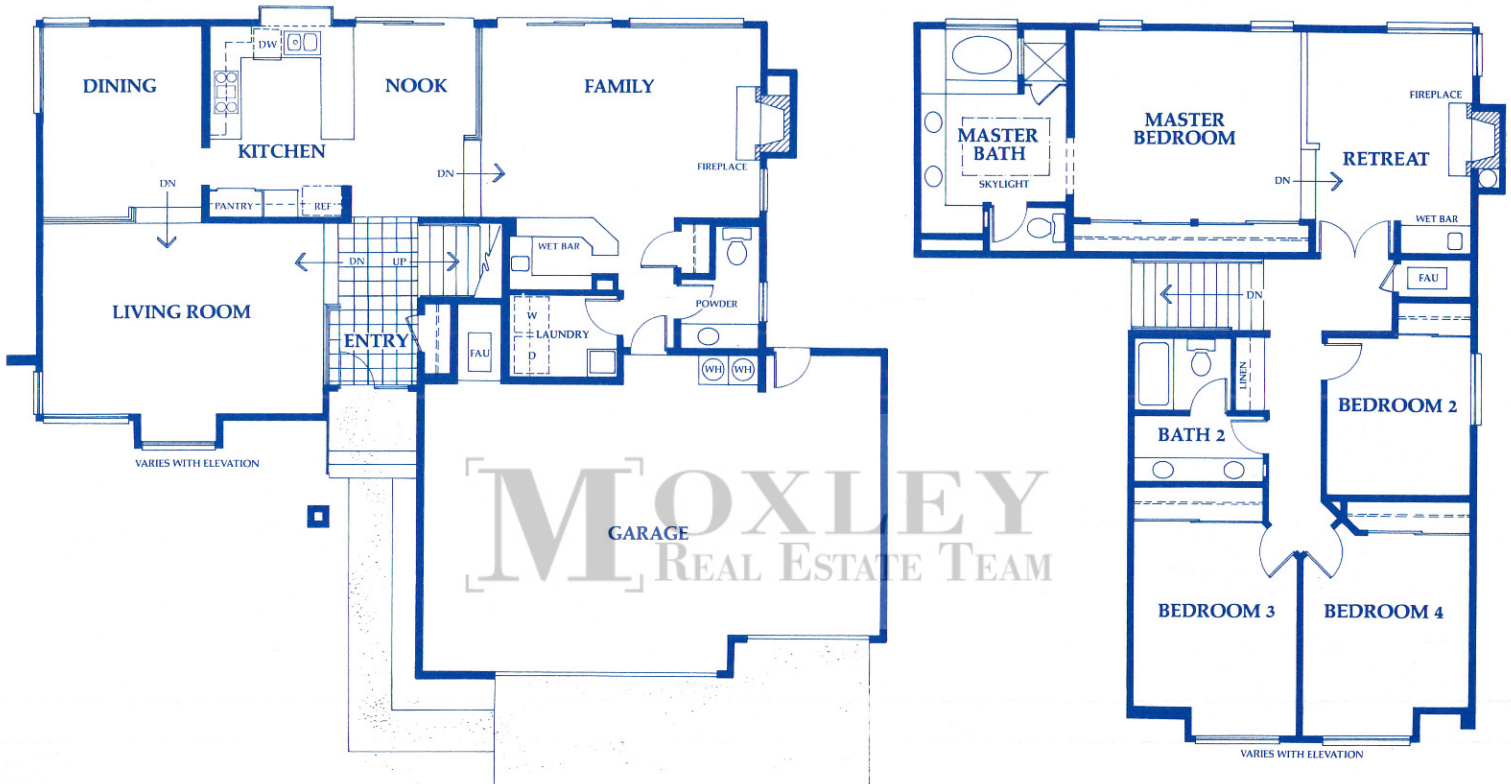 DW
DINING
NOOK
FAMILY
KITCHEN
FIREPLACE
DN
DN
PANTRY
REF
WET BAR
DN
UP
LIVING ROOM
ENTRY
POWDER
W
LAUNDRY
D
FAU
WH
WH
VARIES WITH ELEVATION
GARAGE
MOXLEY
REAL ESTATE TEAM
FIREPLACE
MASTER
BATH
MASTER
BEDROOM
RETREAT
SKYLIGHT
DN
WET BAR
FAU
DN
LINEN
BEDROOM 2
BATH 2
BEDROOM 3
BEDROOM 4
VARIES WITH ELEVATION